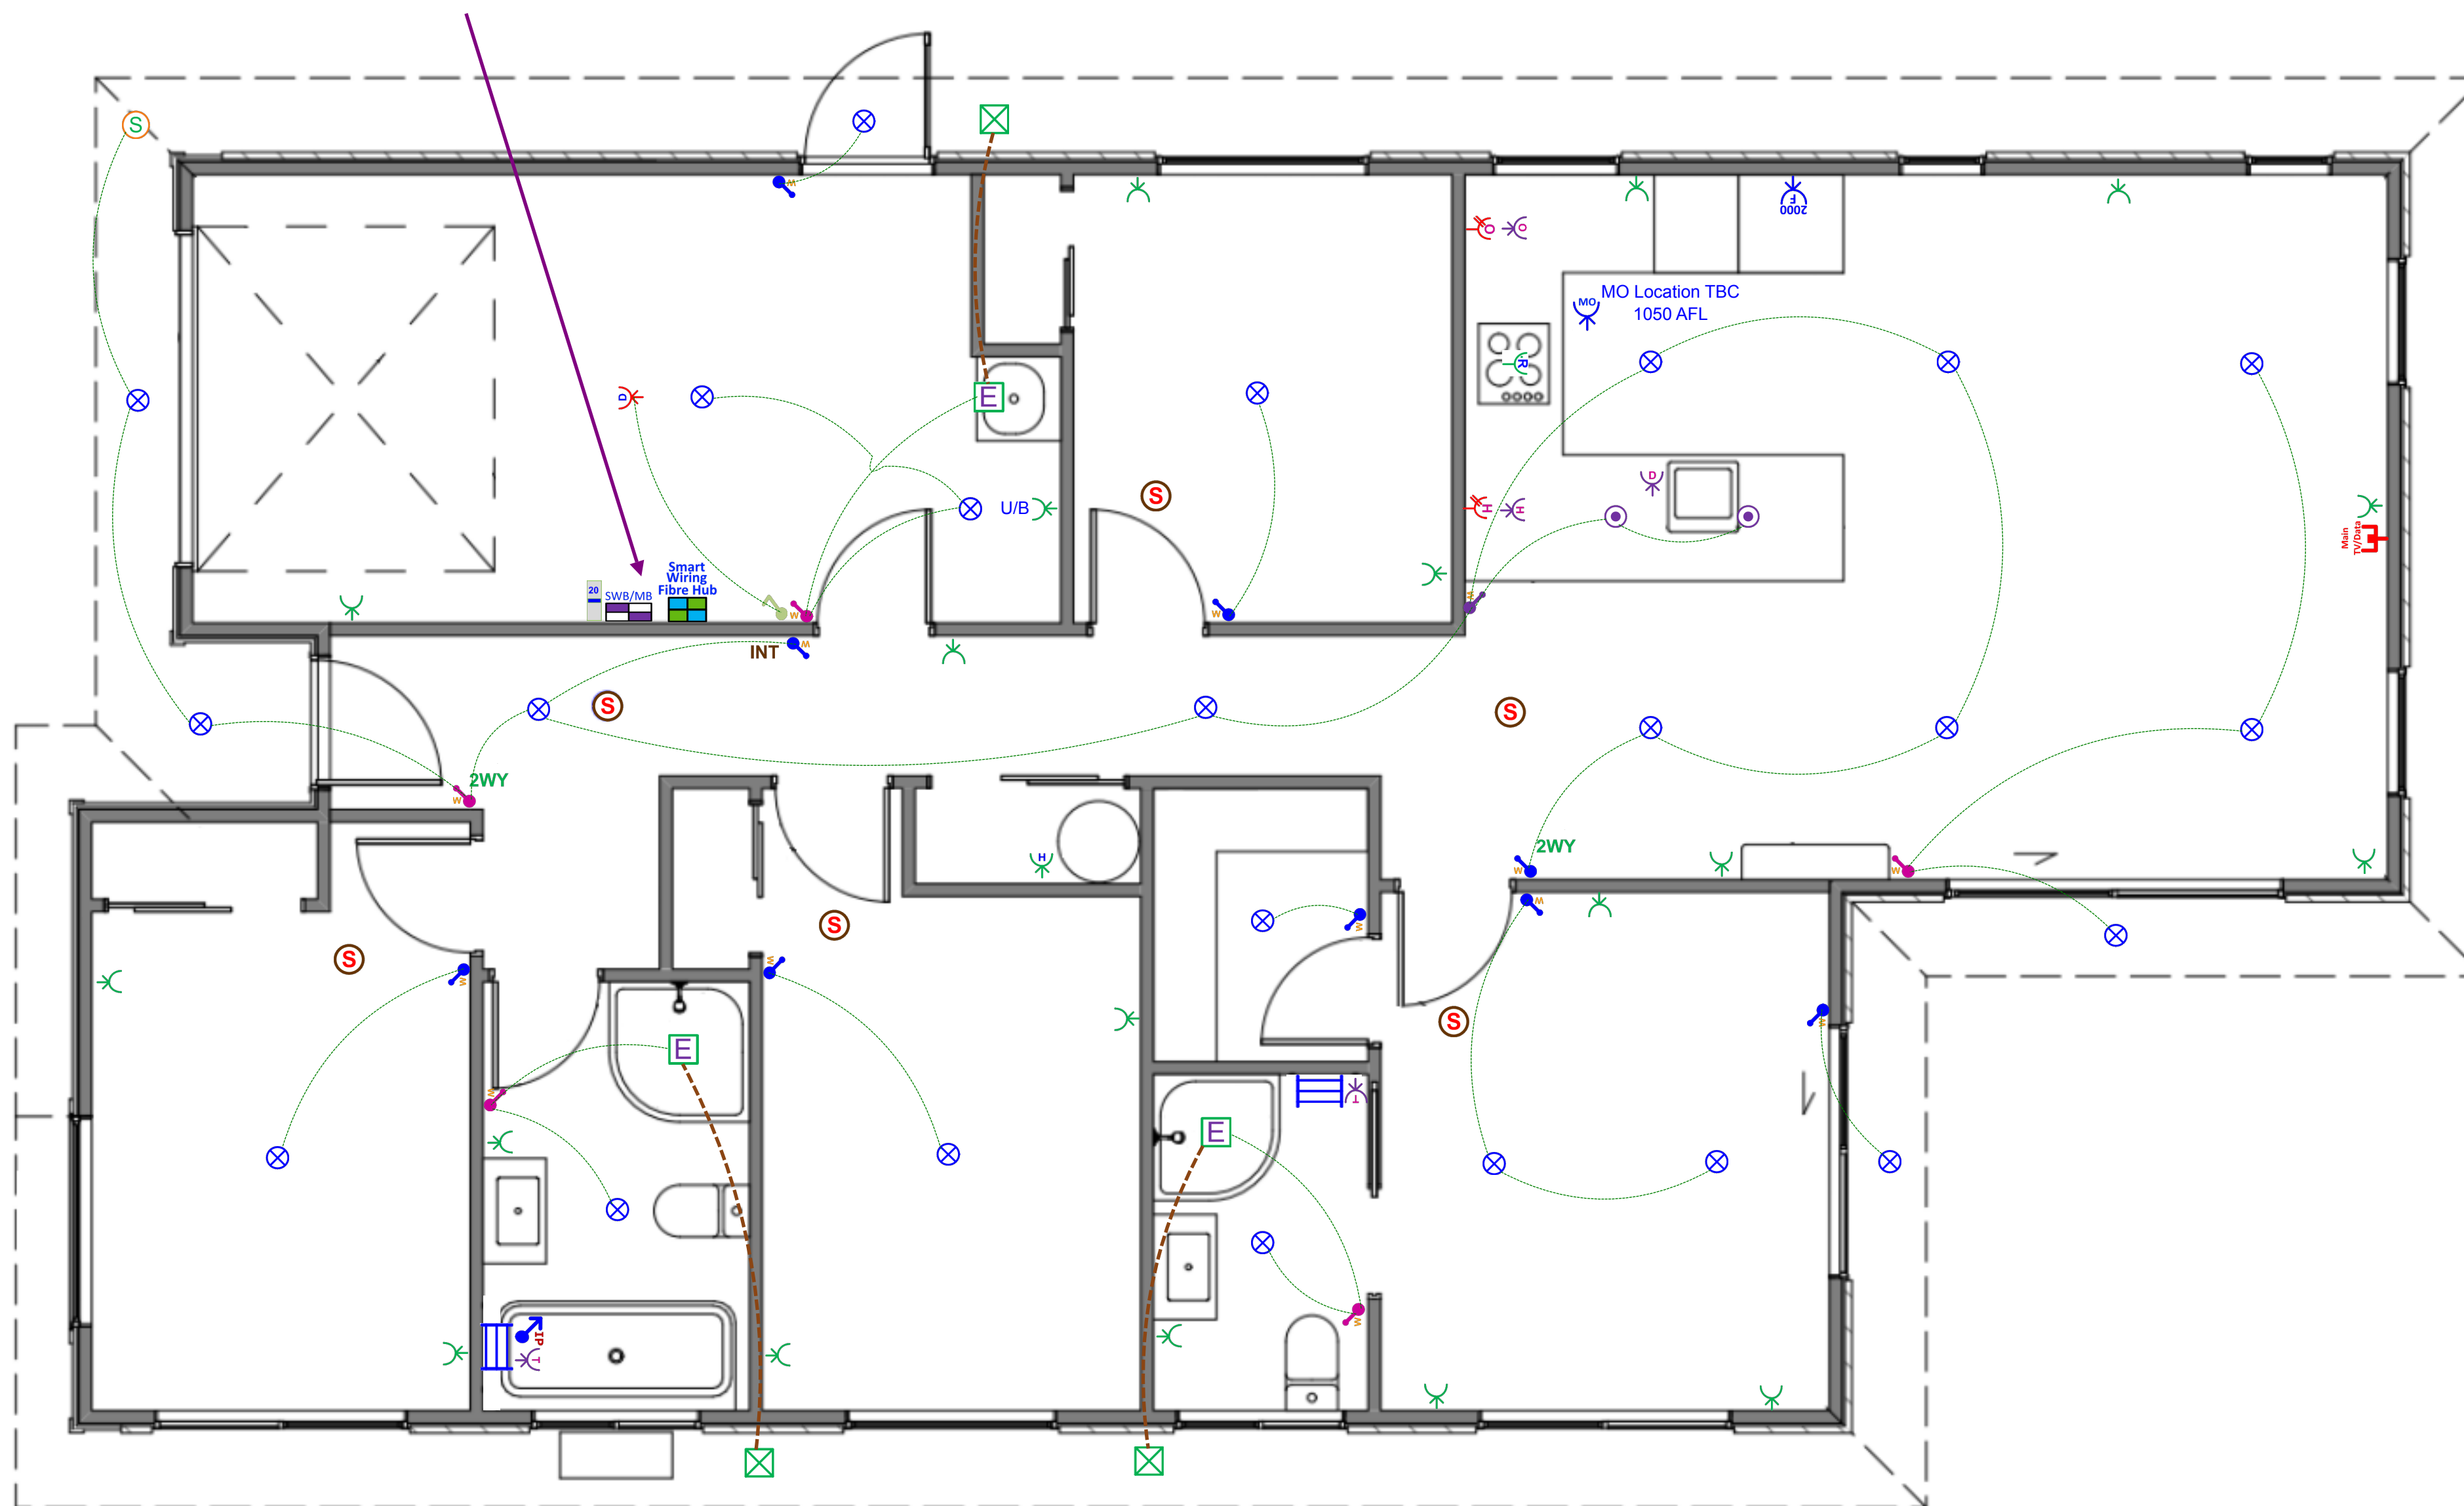 S
W
F
2000
O
O
MO
MO Location TBC
1050 AFL
R
D
E
S
U/B
H
H
D
Main
TV/Data
20
SWB/MB
Smart
Wiring
Fibre Hub
W
W
W
INT
W
S
S
2WY
W
H
2WY
W
W
W
W
S
S
W
W
S
W
E
W
T
E
W
IP
T